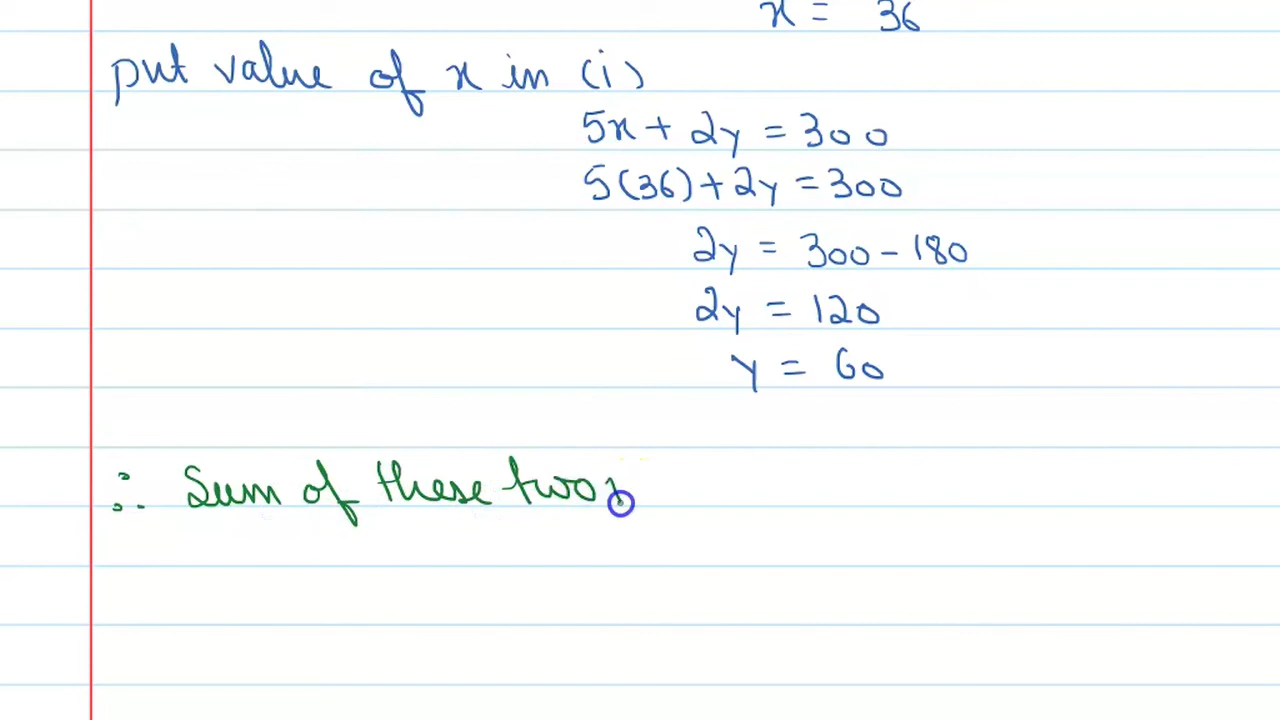 x = 36
put value of x in (i)
5x + 2y = 300
5(36) + 2y = 300
2y = 300 - 180
2y = 120
y = 60
∴ Sum of these two